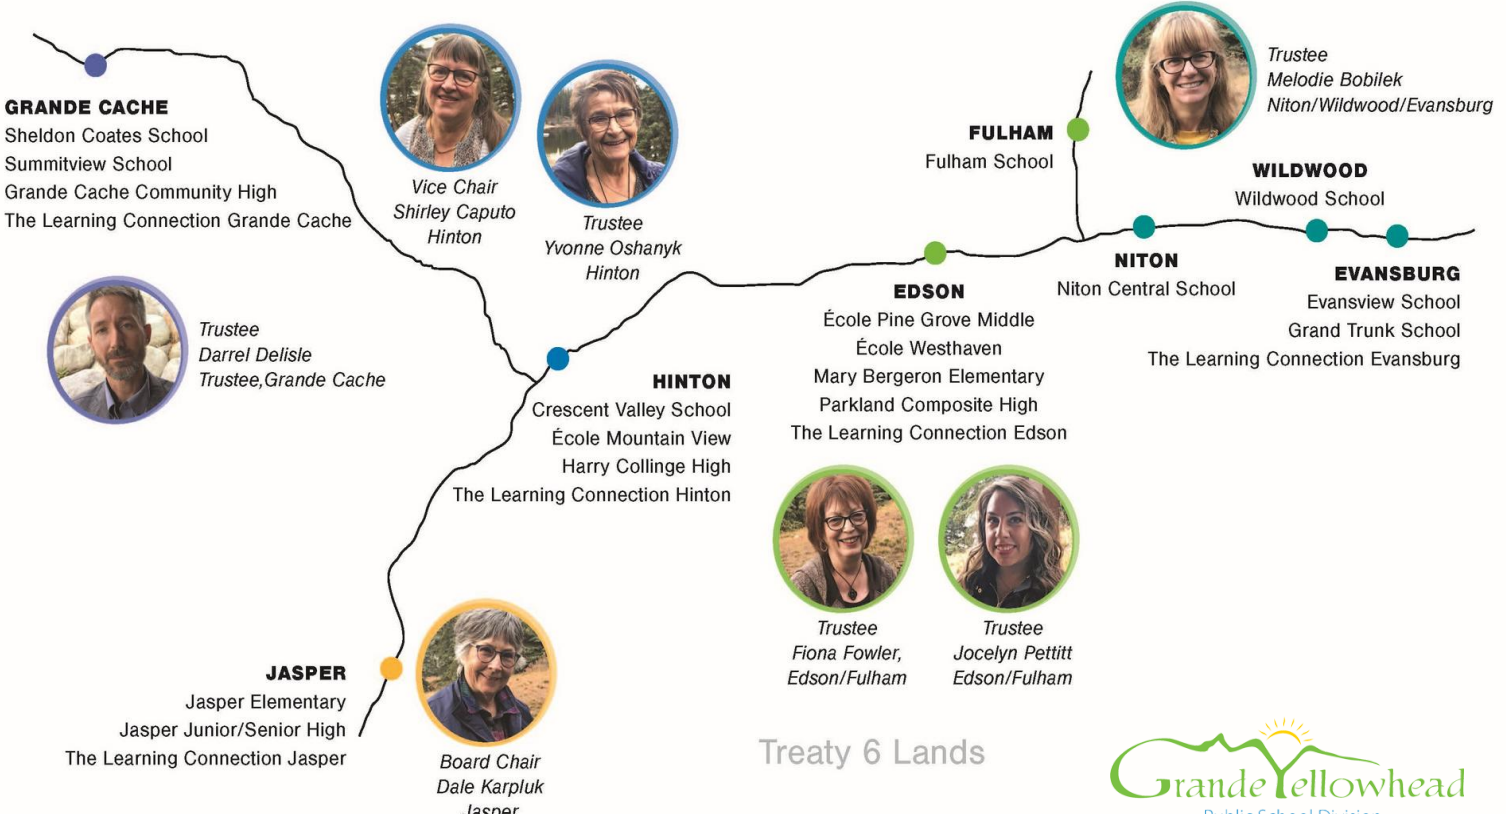 GRANDE CACHE
Sheldon Coates School
Summitview School
Grande Cache Community High
The Learning Connection Grande Cache
Vice Chair
Shirley Caputo
Hinton
Trustee
Yvonne Oshanyk
Hinton
Trustee
Melodie Bobilek
Niton/Wildwood/Evansburg
FULHAM
Fulham School
WILDWOOD
Wildwood School
NITON
Niton Central School
EVANSBURG
Evansview School
Grand Trunk School
The Learning Connection Evansburg
EDSON
École Pine Grove Middle
École Westhaven
Mary Bergeron Elementary
Parkland Composite High
The Learning Connection Edson
Trustee
Darrel Delisle
Trustee,Grande Cache
HINTON
Crescent Valley School
École Mountain View
Harry Collinge High
The Learning Connection Hinton
Trustee
Fiona Fowler,
Edson/Fulham
Trustee
Jocelyn Pettitt
Edson/Fulham
JASPER
Jasper Elementary
Jasper Junior/Senior High
The Learning Connection Jasper
Board Chair
Dale Karpluk
Jasper
Treaty 6 Lands
GrandeYellowhead
Public School Division